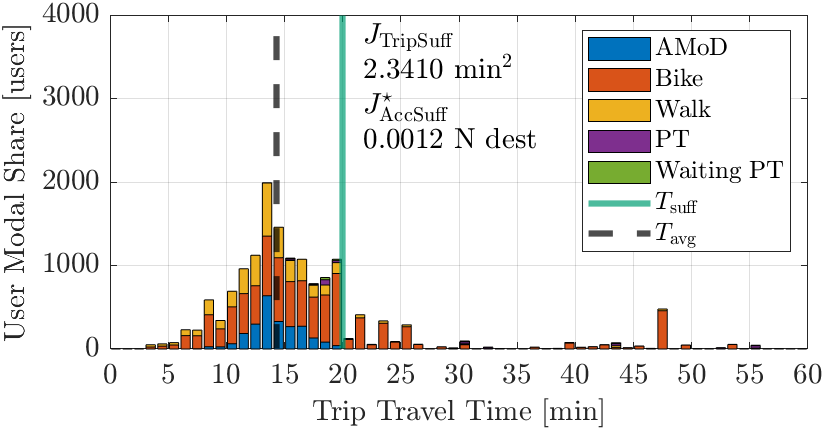 4000
3000
2000
1000
0
User Modal Share [users]
J_TripSuff
2.3410 min²
J*_AccSuff
0.0012 N dest
AMoD
Bike
Walk
PT
Waiting PT
T_suff
T_avg
0 5 10 15 20 25 30 35 40 45 50 55 60
Trip Travel Time [min]